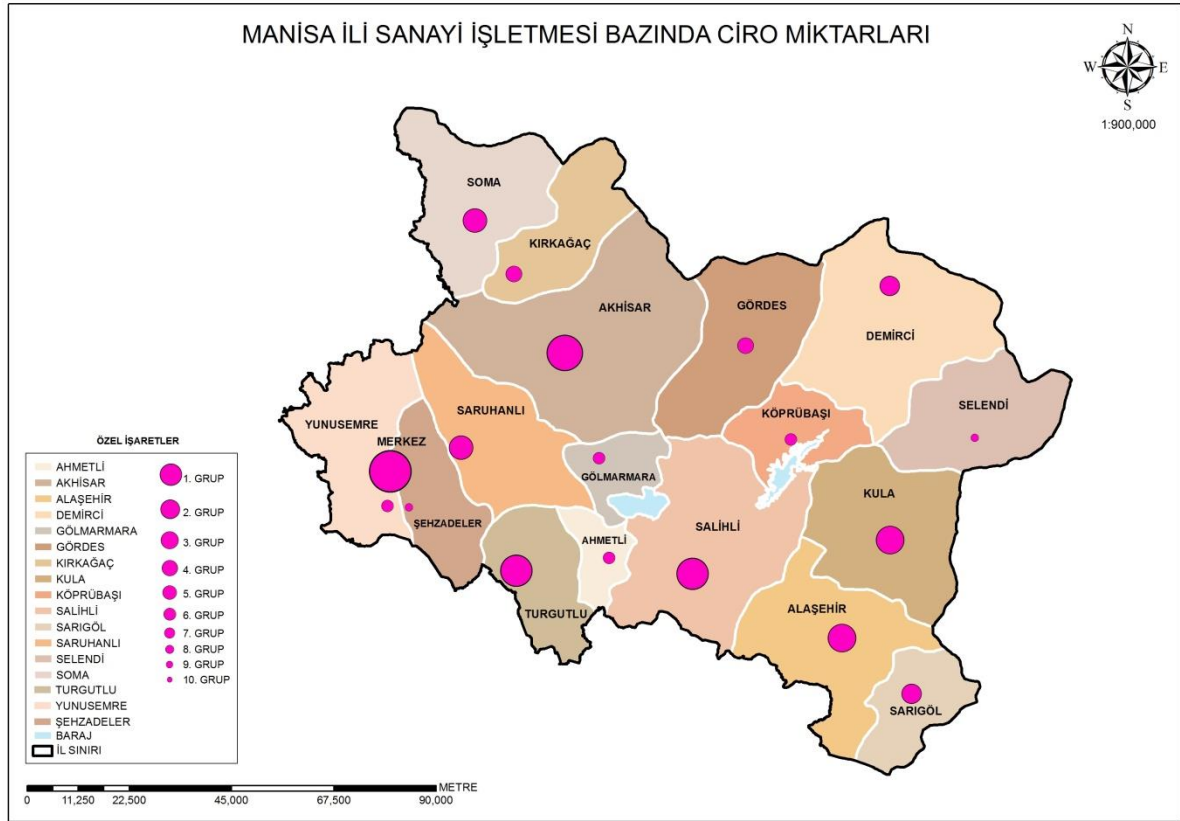 MANİSA İLİ SANAYİ İŞLETMESİ BAZINDA CİRO MİKTARLARI
N
W E
S
1:900,000
SOMA
KIRKAĞAÇ
AKHİSAR
GÖRDES
DEMİRCİ
SELENDİ
KÖPRÜBAŞI
SARUHANLI
YUNUSEMRE
MERKEZ
GÖLMARMARA
KULA
ŞEHZADELER
SALİHLİ
AHMETLİ
TURGUTLU
ALAŞEHİR
SARIGÖL
ÖZEL İŞARETLER
AHMETLİ
AKHİSAR
ALAŞEHİR
DEMİRCİ
GÖLMARMARA
GÖRDES
KIRKAĞAÇ
KULA
KÖPRÜBAŞI
SALİHLİ
SARIGÖL
SARUHANLI
SELENDİ
SOMA
TURGUTLU
YUNUSEMRE
ŞEHZADELER
BARAJ
İL SINIRI
1. GRUP
2. GRUP
3. GRUP
4. GRUP
5. GRUP
6. GRUP
7. GRUP
8. GRUP
9. GRUP
10. GRUP
METRE
0 11,250 22,500 45,000 67,500 90,000